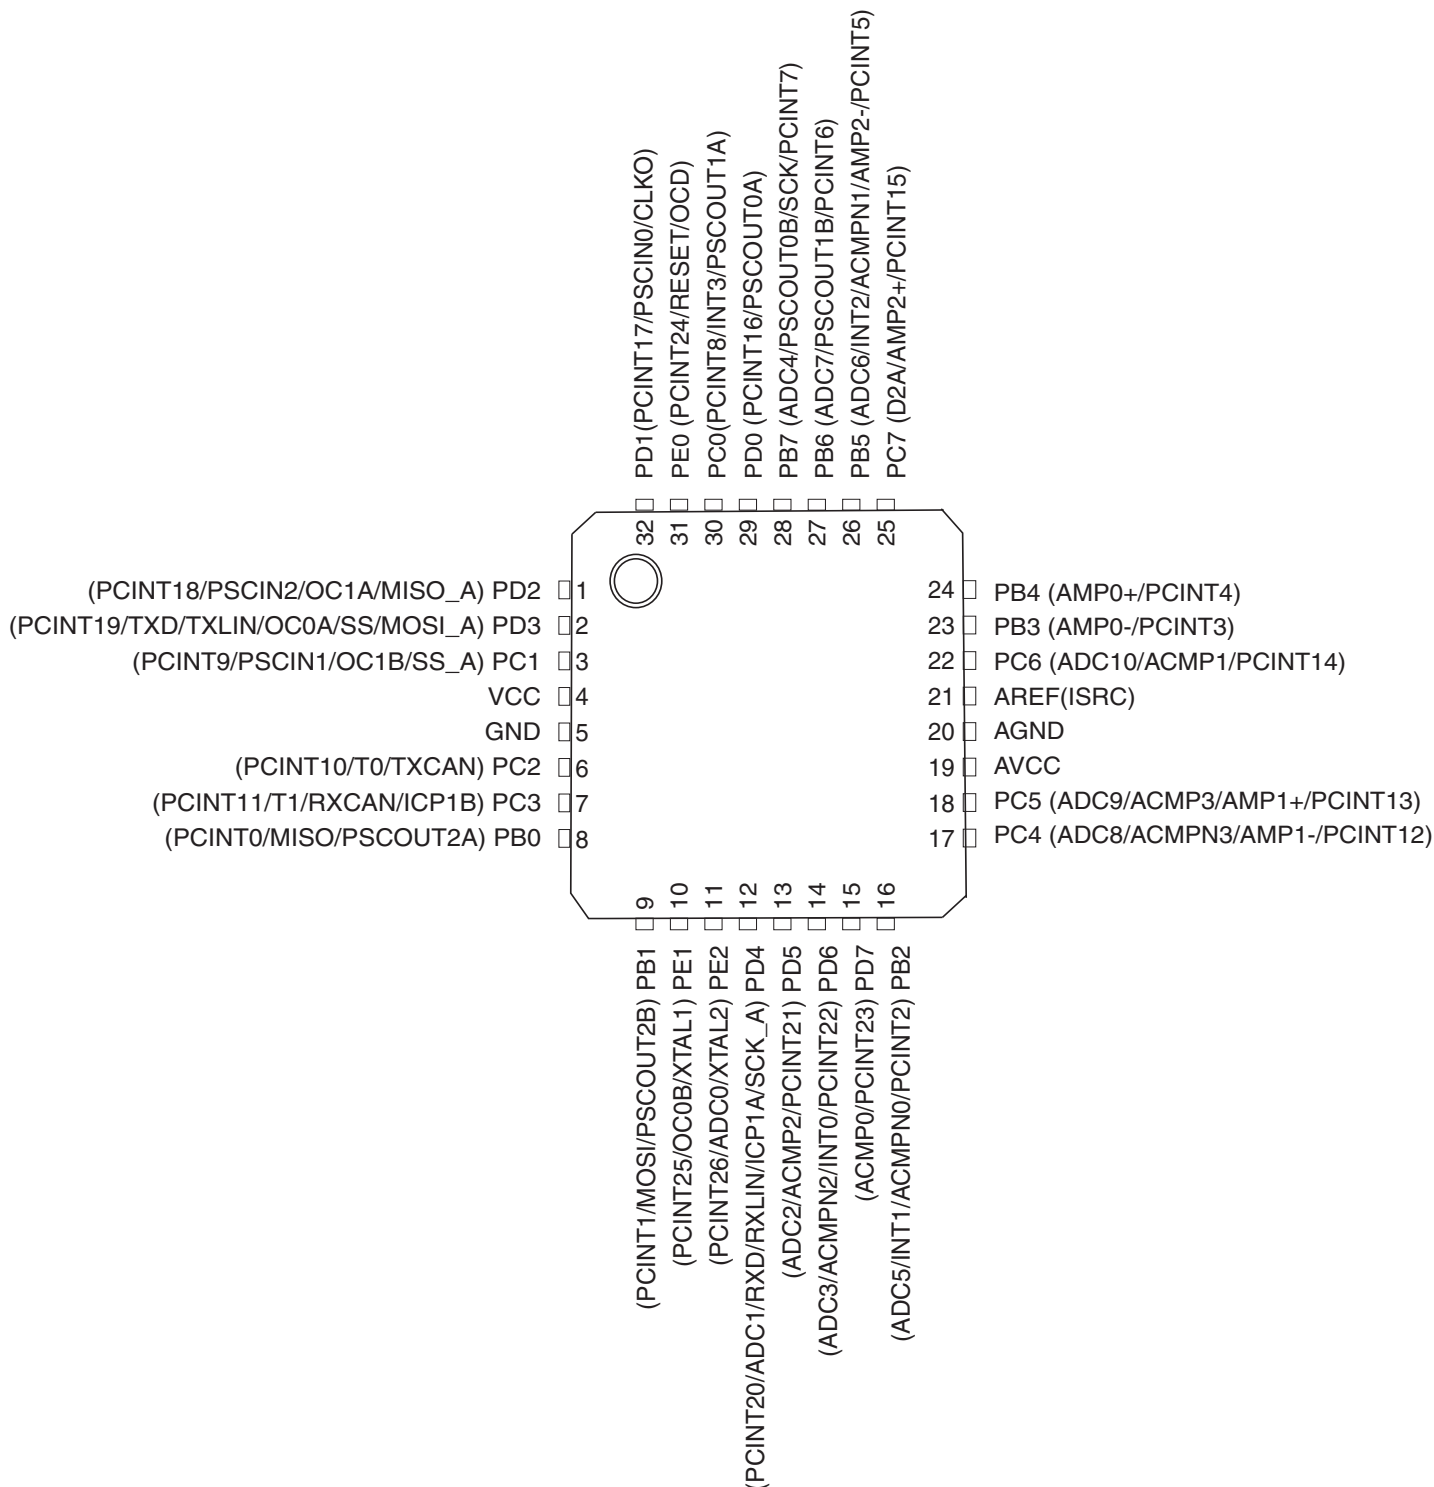 PD1(PCINT17/PSCIN0/CLKO)
PE0 (PCINT24/RESET/OCD)
PC0(PCINT8/INT3/PSCOUT1A)
PD0 (PCINT16/PSCOUT0A)
PB7 (ADC4/PSCOUT0B/SCK/PCINT7)
PB6 (ADC7/PSCOUT1B/PCINT6)
PB5 (ADC6/INT2/ACMPN1/AMP2-/PCINT5)
PC7 (D2A/AMP2+/PCINT15)
32
31
30
29
28
27
26
25
(PCINT18/PSCIN2/OC1A/MISO_A) PD2 1
(PCINT19/TXD/TXLIN/OC0A/SS/MOSI_A) PD3 2
(PCINT9/PSCIN1/OC1B/SS_A) PC1 3
VCC 4
GND 5
(PCINT10/T0/TXCAN) PC2 6
(PCINT11/T1/RXCAN/ICP1B) PC3 7
(PCINT0/MISO/PSCOUT2A) PB0 8
24 PB4 (AMP0+/PCINT4)
23 PB3 (AMP0-/PCINT3)
22 PC6 (ADC10/ACMP1/PCINT14)
21 AREF(ISRC)
20 AGND
19 AVCC
18 PC5 (ADC9/ACMP3/AMP1+/PCINT13)
17 PC4 (ADC8/ACMPN3/AMP1-/PCINT12)
9
10
11
12
13
14
15
16
(PCINT1/MOSI/PSCOUT2B) PB1
(PCINT25/OC0B/XTAL1) PE1
(PCINT26/ADC0/XTAL2) PE2
(PCINT20/ADC1/RXD/RXLIN/ICP1A/SCK_A) PD4
(ADC2/ACMP2/PCINT21) PD5
(ADC3/ACMPN2/INT0/PCINT22) PD6
(ACMP0/PCINT23) PD7
(ADC5/INT1/ACMPN0/PCINT2) PB2